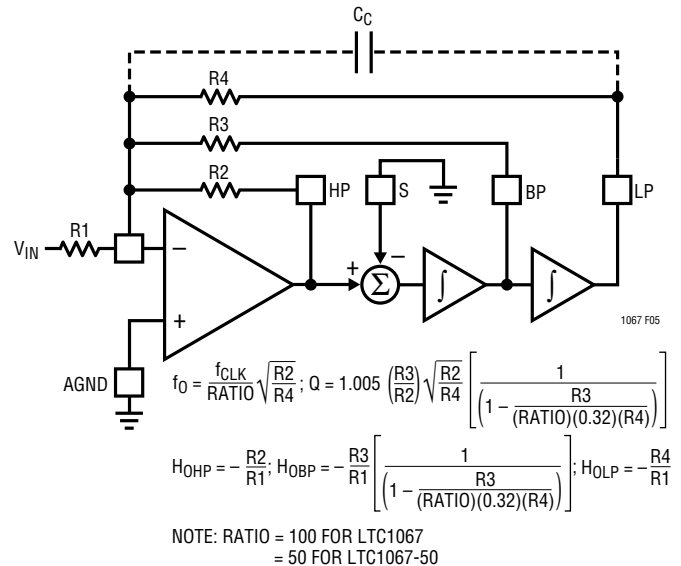 C_C
R4
R3
R2
HP
S
BP
LP
R1
V_IN
−
+
+
−
Σ
∫
∫
1067 F05
AGND
f_O = f_CLK/RATIO √(R2/R4) ; Q = 1.005 (R3/R2) √(R2/R4) [1/(1 − R3/((RATIO)(0.32)(R4)))]
H_OHP = − R2/R1; H_OBP = − R3/R1 [1/(1 − R3/((RATIO)(0.32)(R4)))]; H_OLP = − R4/R1
NOTE: RATIO = 100 FOR LTC1067
= 50 FOR LTC1067-50